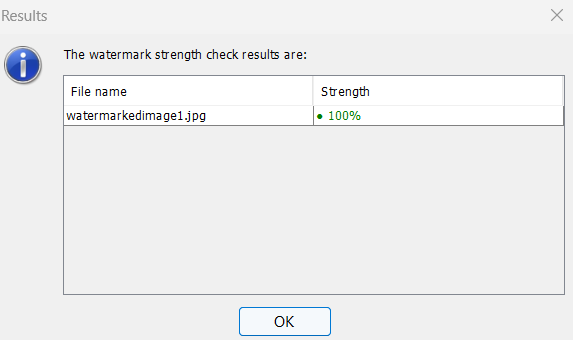 Results
The watermark strength check results are:
File name Strength
watermarkedimage1.jpg ● 100%
OK